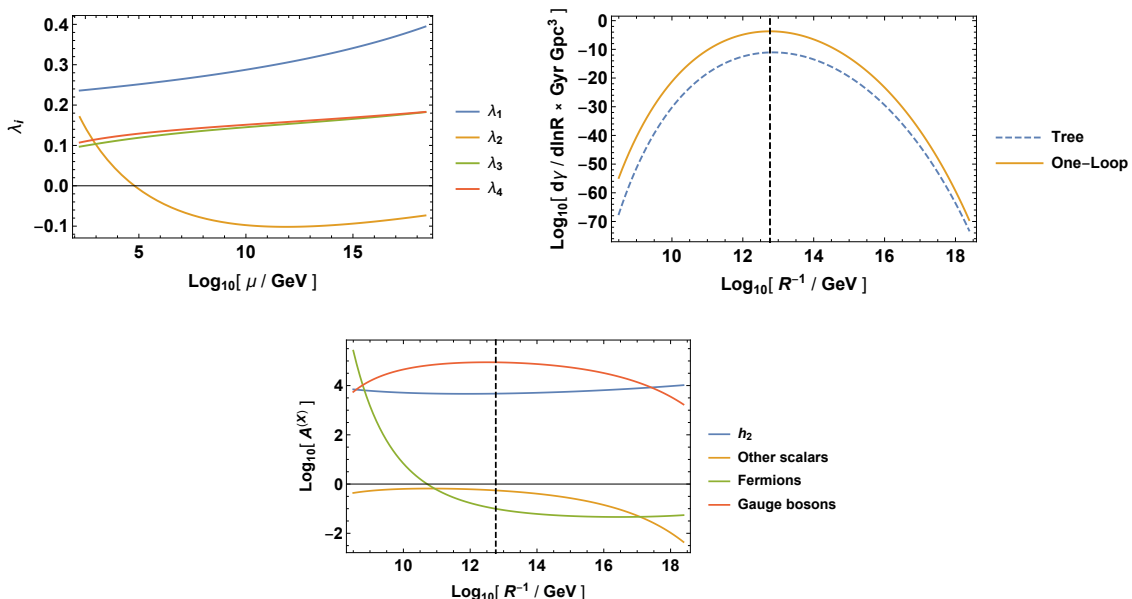 0.4
0.3
0.2
0.1
0.0
-0.1
λi
5
10
15
Log10[ μ / GeV ]
λ1
λ2
λ3
λ4
0
-10
-20
-30
-40
-50
-60
-70
Log10[ dγ / dlnR × Gyr Gpc³ ]
10
12
14
16
18
Log10[ R⁻¹ / GeV ]
Tree
One-Loop
4
2
0
-2
Log10[ A⁽ˣ⁾ ]
10
12
14
16
18
Log10[ R⁻¹ / GeV ]
h2
Other scalars
Fermions
Gauge bosons